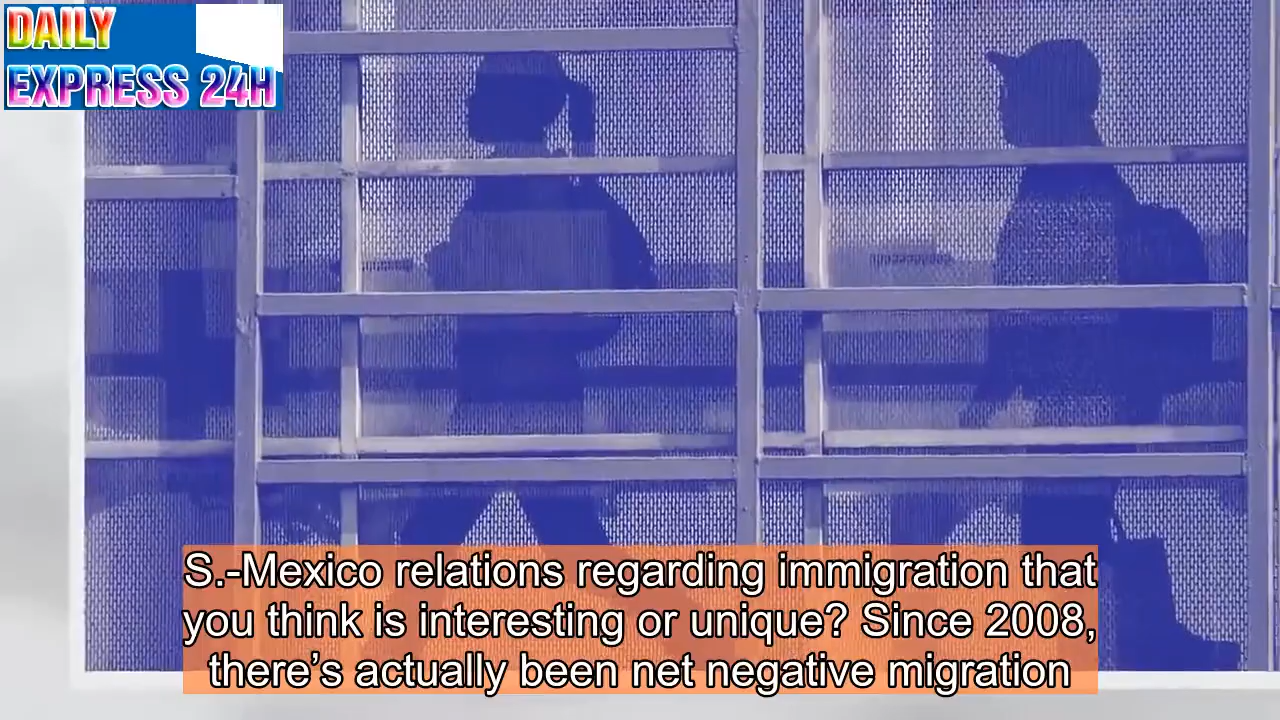 DAILY
EXPRESS 24H
S.-Mexico relations regarding immigration that
you think is interesting or unique? Since 2008,
there’s actually been net negative migration